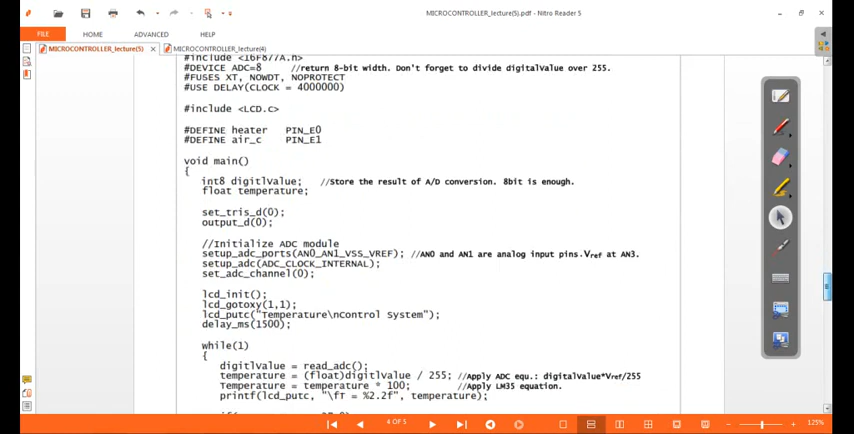 MICROCONTROLLER_lecture(5).pdf - Nitro Reader 5
FILE HOME ADVANCED HELP
MICROCONTROLLER_lecture(5) MICROCONTROLLER_lecture(4)
#include <16F877A.h>
#DEVICE ADC=8 //return 8-bit width. Don't forget to divide digitalValue over 255.
#FUSES XT, NOWDT, NOPROTECT
#USE DELAY(CLOCK = 4000000)
#include <LCD.c>
#DEFINE heater PIN_E0
#DEFINE air_c PIN_E1
void main()
{
int8 digitlValue; //Store the result of A/D conversion. 8bit is enough.
float temperature;
set_tris_d(0);
output_d(0);
//Initialize ADC module
setup_adc_ports(AN0_AN1_VSS_VREF); //AN0 and AN1 are analog input pins.Vref at AN3.
setup_adc(ADC_CLOCK_INTERNAL);
set_adc_channel(0);
lcd_init();
lcd_gotoxy(1,1);
lcd_putc("Temperature\nControl System");
delay_ms(1500);
while(1)
{
digitlValue = read_adc();
temperature = (float)digitlValue / 255; //Apply ADC equ.: digitalValue*Vref/255
Temperature = temperature * 100; //Apply LM35 equation.
printf(lcd_putc, "\fT = %2.2f", temperature);
4 OF 5
125%